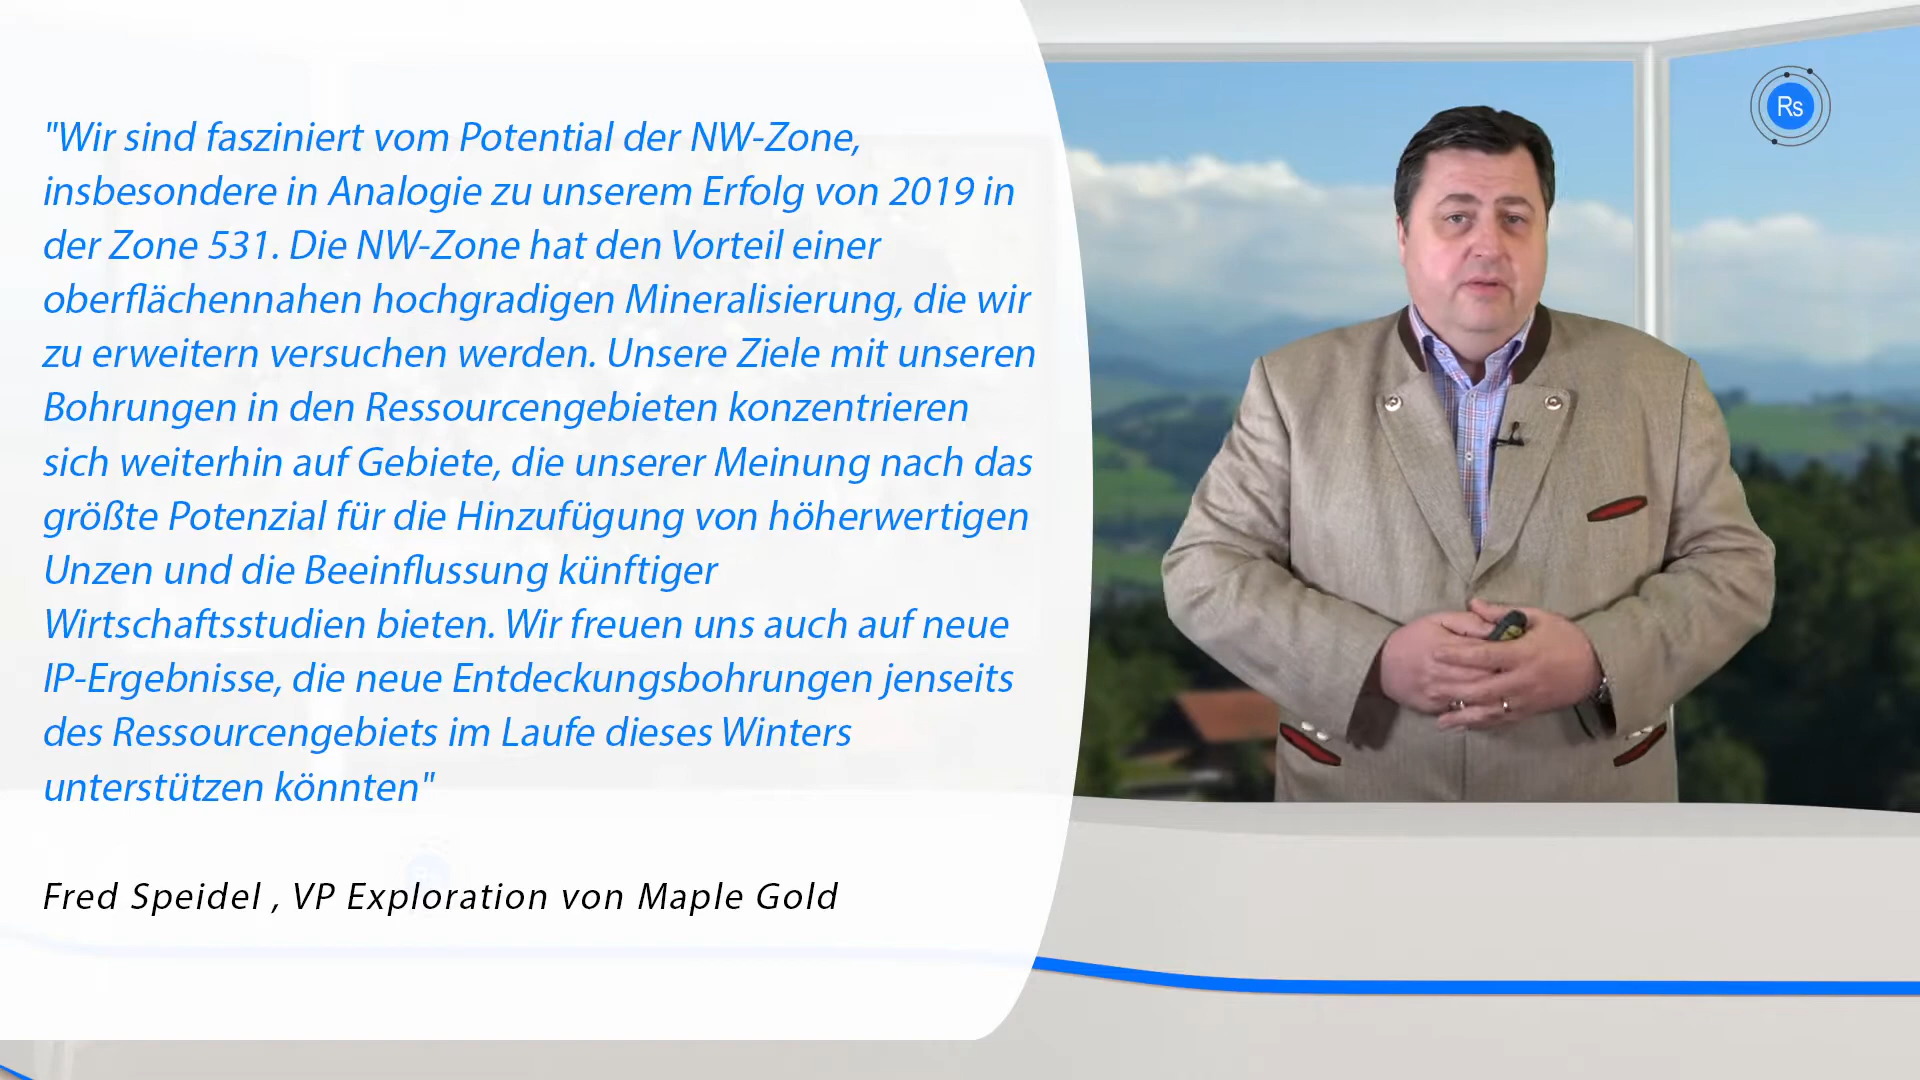 "Wir sind fasziniert vom Potential der NW-Zone,
insbesondere in Analogie zu unserem Erfolg von 2019 in
der Zone 531. Die NW-Zone hat den Vorteil einer
oberflächennahen hochgradigen Mineralisierung, die wir
zu erweitern versuchen werden. Unsere Ziele mit unseren
Bohrungen in den Ressourcengebieten konzentrieren
sich weiterhin auf Gebiete, die unserer Meinung nach das
größte Potenzial für die Hinzufügung von höherwertigen
Unzen und die Beeinflussung künftiger
Wirtschaftsstudien bieten. Wir freuen uns auch auf neue
IP-Ergebnisse, die neue Entdeckungsbohrungen jenseits
des Ressourcengebiets im Laufe dieses Winters
unterstützen könnten"
Fred Speidel , VP Exploration von Maple Gold
Rs